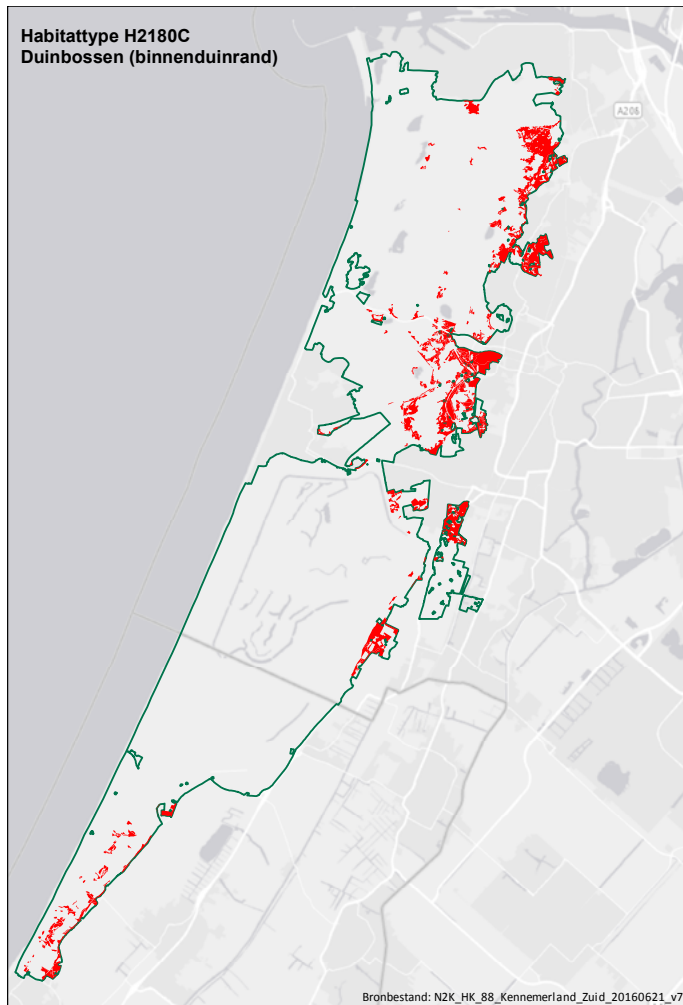 Habitattype H2180C
Duinbossen (binnenduinrand)
A208
Bronbestand: N2K_HK_88_Kennemerland_Zuid_20160621_v7